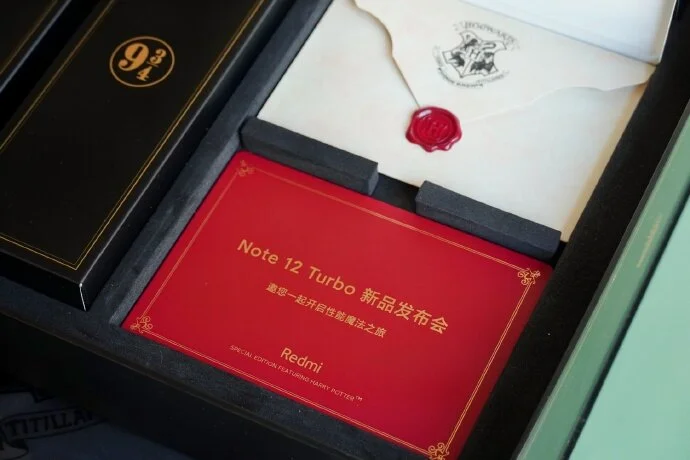 9¾
HOGWARTS
Note 12 Turbo 新品发布会
邀您一起开启性能魔法之旅
Redmi
SPECIAL EDITION FEATURING HARRY POTTER™